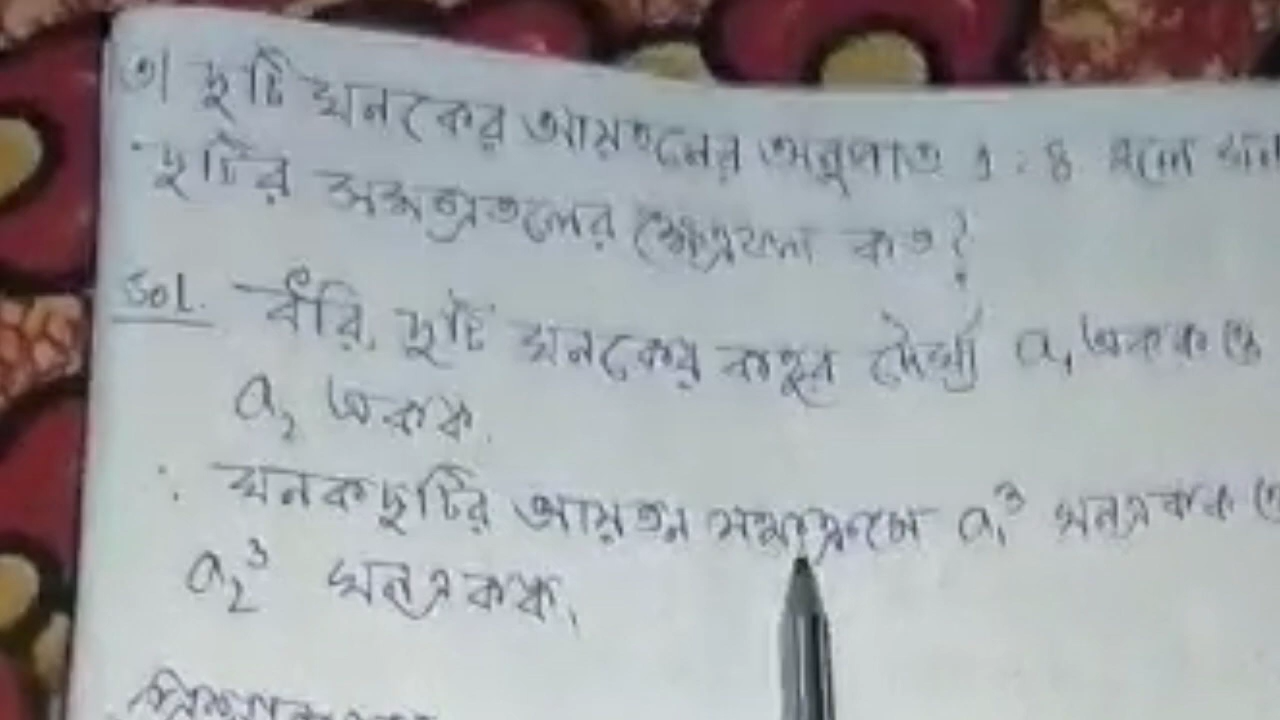 ৩। দুটি ঘনকের আয়তনের অনুপাত 1 : 8 হলে ঘন
দুটির সমগ্রতলের ক্ষেত্রফল কত?
Sol. ধরি, দুটি ঘনকের বাহুর দৈর্ঘ্য a₁ একক ও
a₂ একক.
∴ ঘনকদুটির আয়তন যথাক্রমে a₁³ ঘনএকক ও
a₂³ ঘনএকক,